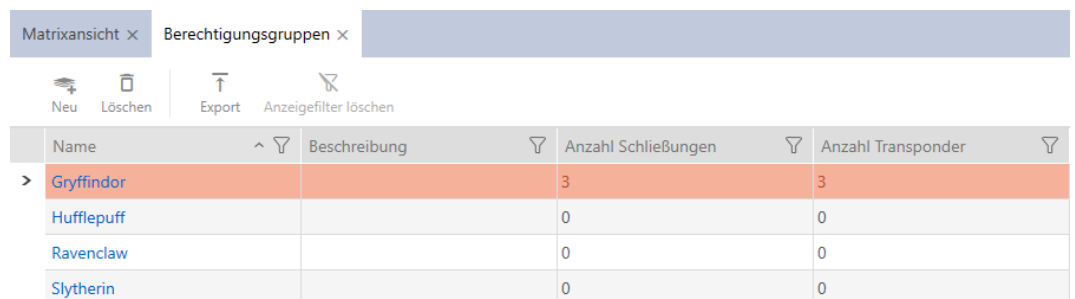 Matrixansicht × Berechtigungsgruppen ×
Neu Löschen Export Anzeigefilter löschen
Name Beschreibung Anzahl Schließungen Anzahl Transponder
Gryffindor 3 3
Hufflepuff 0 0
Ravenclaw 0 0
Slytherin 0 0